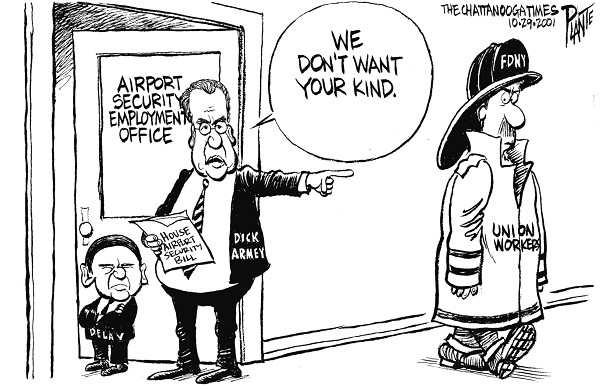 THE CHATTANOOGA TIMES
10.29.2001
PLANTE
WE
DON'T WANT
YOUR KIND.
AIRPORT
SECURITY
EMPLOYMENT
OFFICE
FDNY
HOUSE
AIRPORT
SECURITY
BILL
DICK
ARMEY
UNION
WORKERS
DELAY